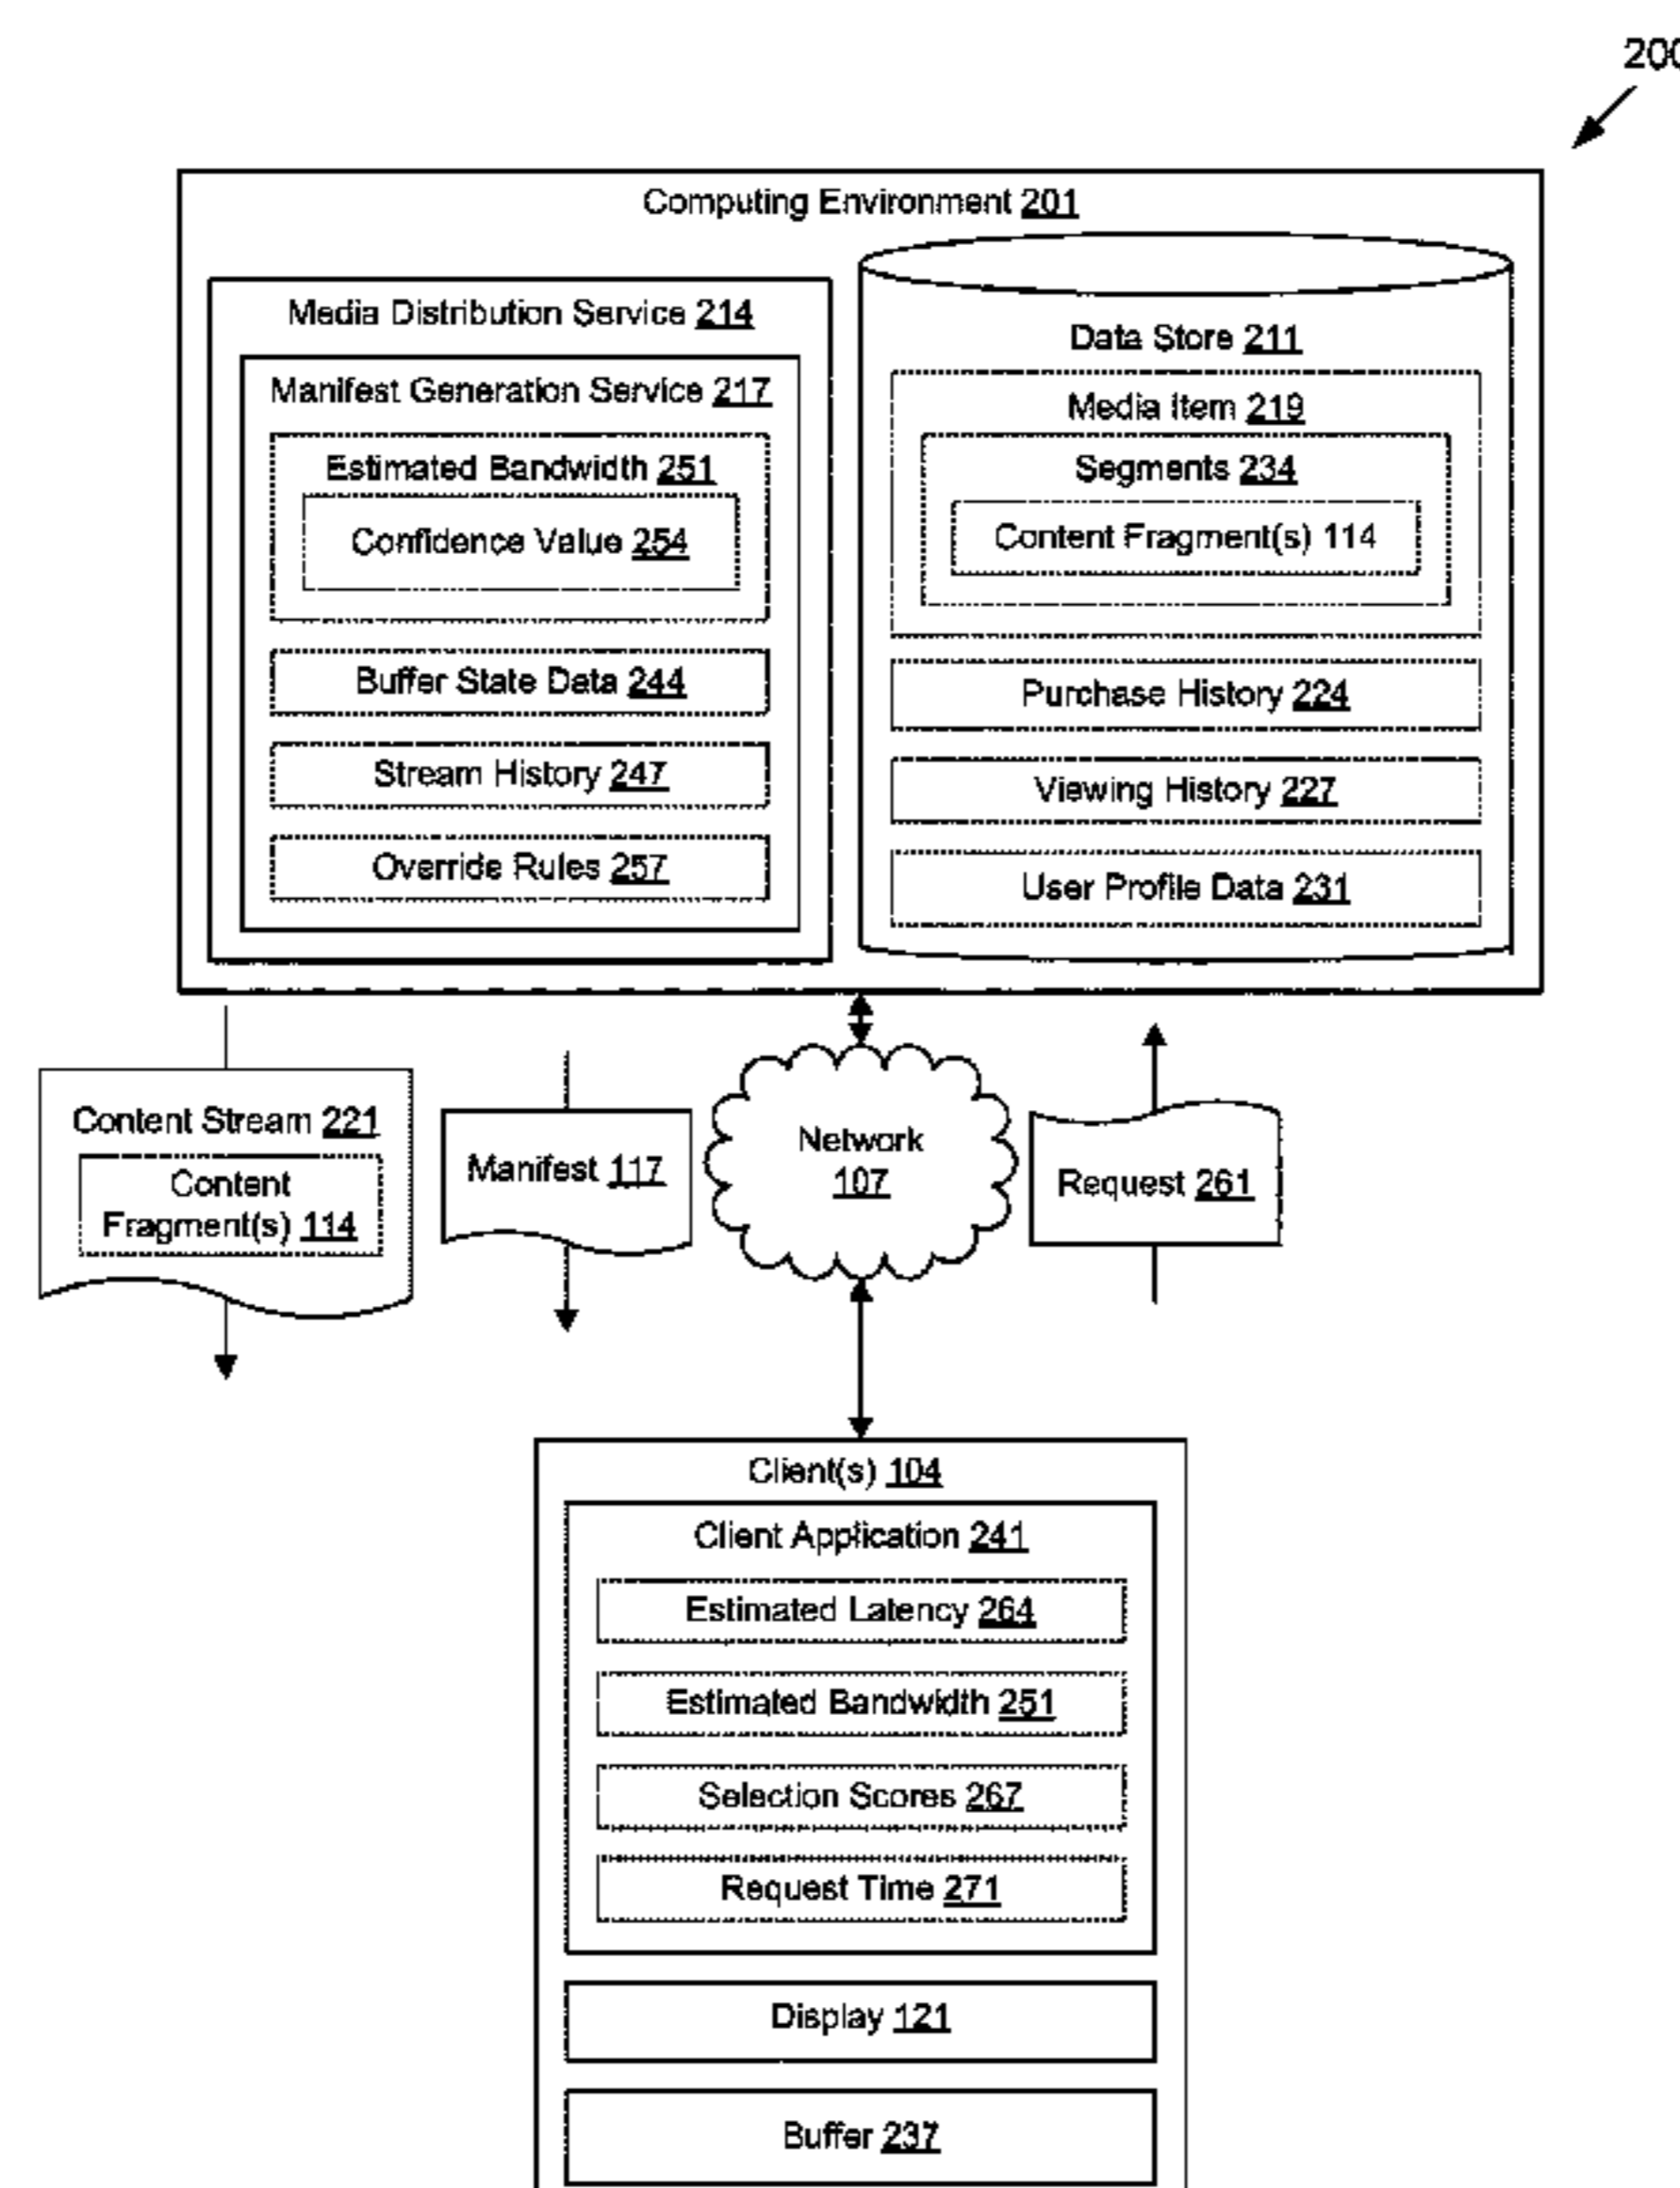 200
Computing Environment 201
Media Distribution Service 214
Manifest Generation Service 217
Estimated Bandwidth 251
Confidence Value 254
Buffer State Data 244
Stream History 247
Override Rules 257
Data Store 211
Media Item 219
Segments 234
Content Fragment(s) 114
Purchase History 224
Viewing History 227
User Profile Data 231
Content Stream 221
Content
Fragment(s) 114
Manifest 117
Network
107
Request 261
Client(s) 104
Client Application 241
Estimated Latency 264
Estimated Bandwidth 251
Selection Scores 267
Request Time 271
Display 121
Buffer 237